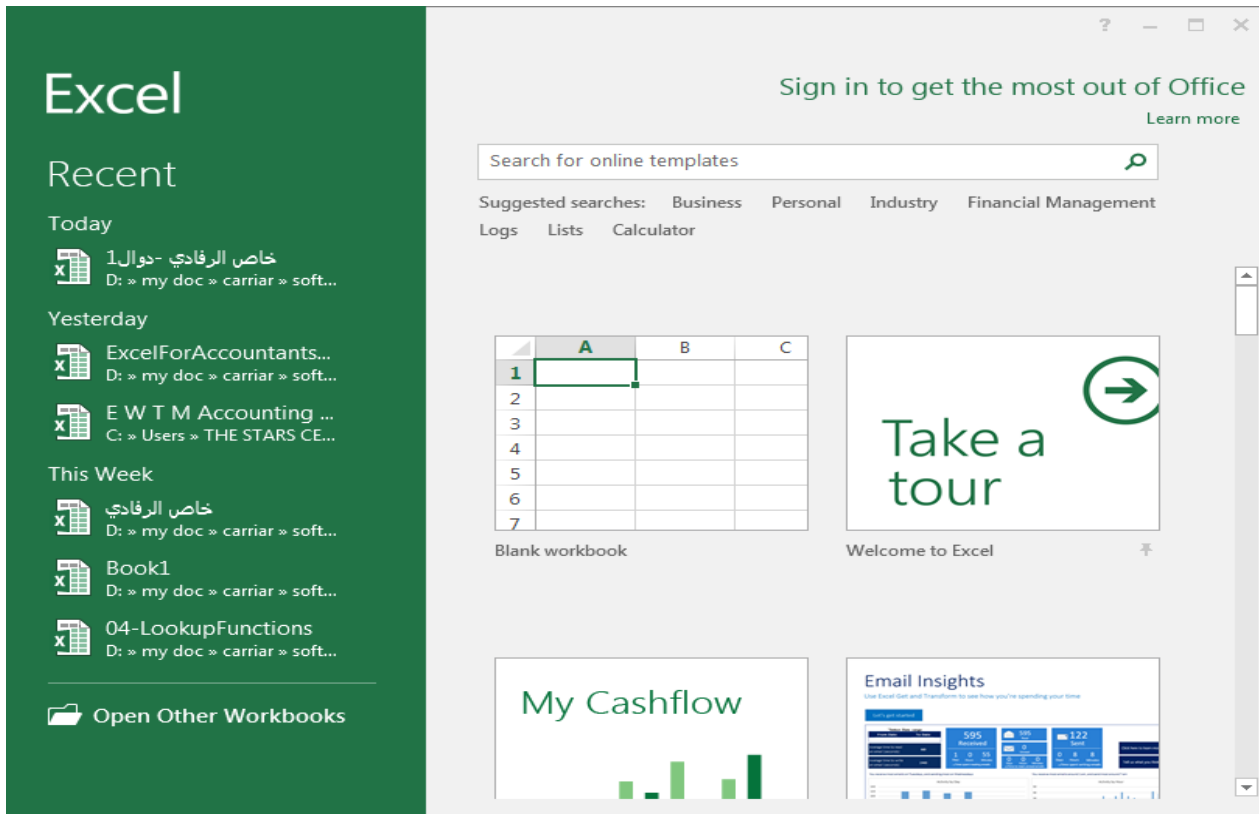 Excel
Recent
Today
خاص الرفادي -دوال1
D: » my doc » carriar » soft...
Yesterday
ExcelForAccountants...
D: » my doc » carriar » soft...
E W T M Accounting ...
C: » Users » THE STARS CE...
This Week
خاص الرفادي
D: » my doc » carriar » soft...
Book1
D: » my doc » carriar » soft...
04-LookupFunctions
D: » my doc » carriar » soft...
Open Other Workbooks
?
Sign in to get the most out of Office
Learn more
Search for online templates
Suggested searches: Business Personal Industry Financial Management
Logs Lists Calculator
A B C
1
2
3
4
5
6
7
Blank workbook
Take a
tour
Welcome to Excel
My Cashflow
Email Insights
Use Excel Get and Transform to see how you're spending your time
Let's get started
595 595 122
Received Sent